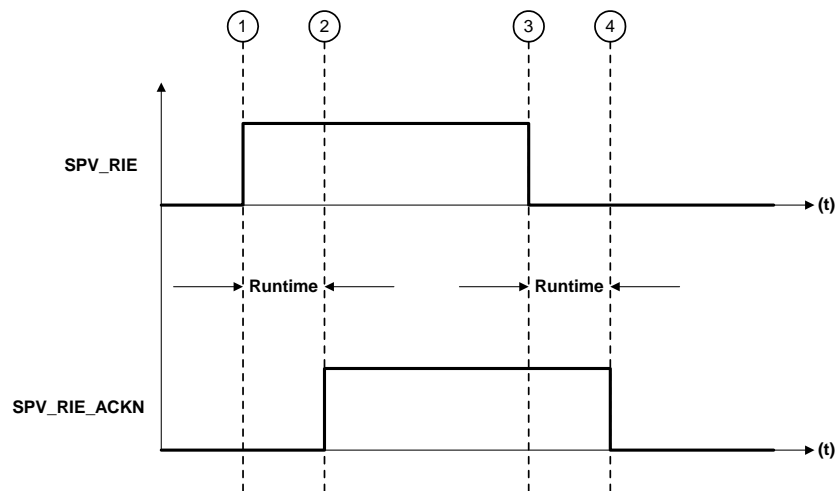 1 2 3 4
SPV_RIE
(t)
Runtime Runtime
SPV_RIE_ACKN
(t)